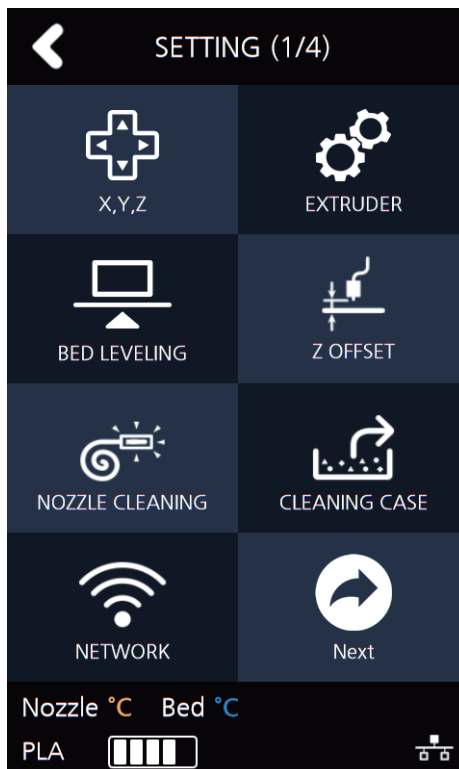 SETTING (1/4)
X,Y,Z
EXTRUDER
BED LEVELING
Z OFFSET
NOZZLE CLEANING
CLEANING CASE
NETWORK
Next
Nozzle °C Bed °C
PLA